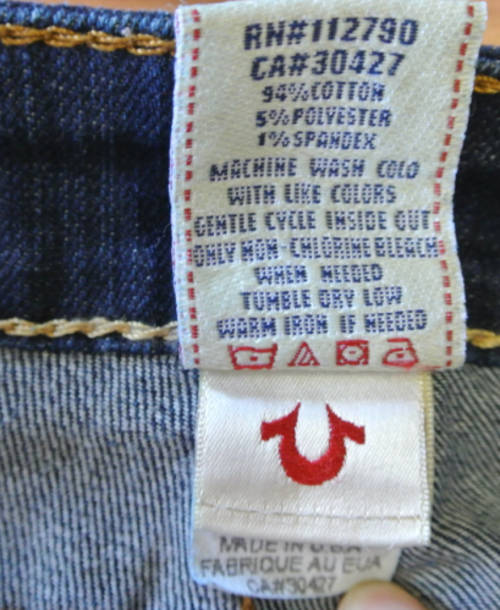 RN#112790
CA#30427
94%COTTON
5%POLYESTER
1%SPANDEX
MACHINE WASH COLD
WITH LIKE COLORS
GENTLE CYCLE INSIDE OUT
ONLY NON-CHLORINE BLEACH
WHEN NEEDED
TUMBLE DRY LOW
WARM IRON IF NEEDED
MADE IN U.S.A
FABRIQUE AU EUA
CA#30427